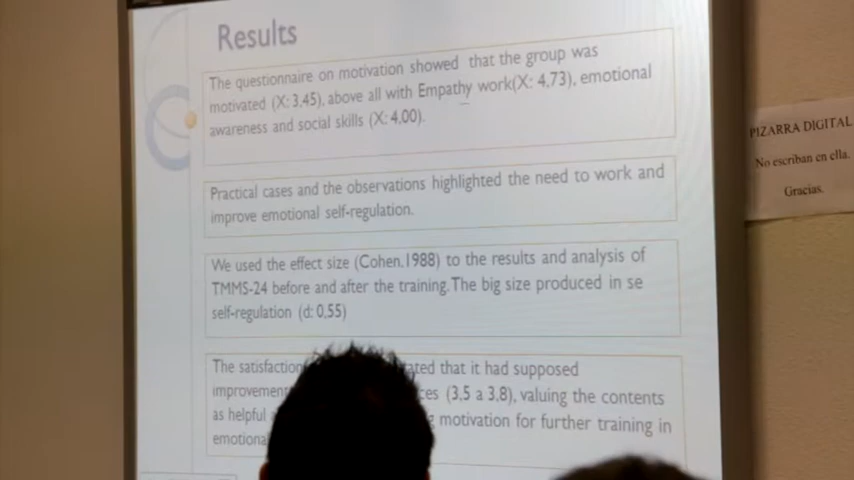 Results
The questionnaire on motivation showed that the group was
motivated (X: 3,45), above all with Empathy work(X: 4,73), emotional
awareness and social skills (X: 4,00).
Practical cases and the observations highlighted the need to work and
improve emotional self-regulation.
We used the effect size (Cohen,1988) to the results and analysis of
TMMS-24 before and after the training. The big size produced in se
self-regulation (d: 0,55)
The satisfaction ated that it had supposed
improvement ces (3,5 a 3,8), valuing the contents
as helpful g motivation for further training in
emotiona
PIZARRA DIGITAL
No escriban en ella.
Gracias.